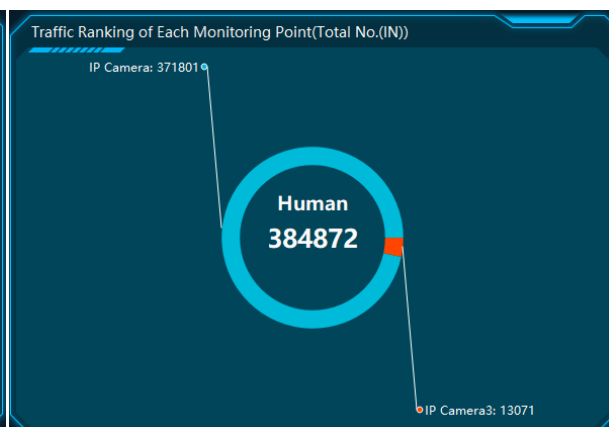 Traffic Ranking of Each Monitoring Point(Total No.(IN))
IP Camera: 371801
Human
384872
IP Camera3: 13071